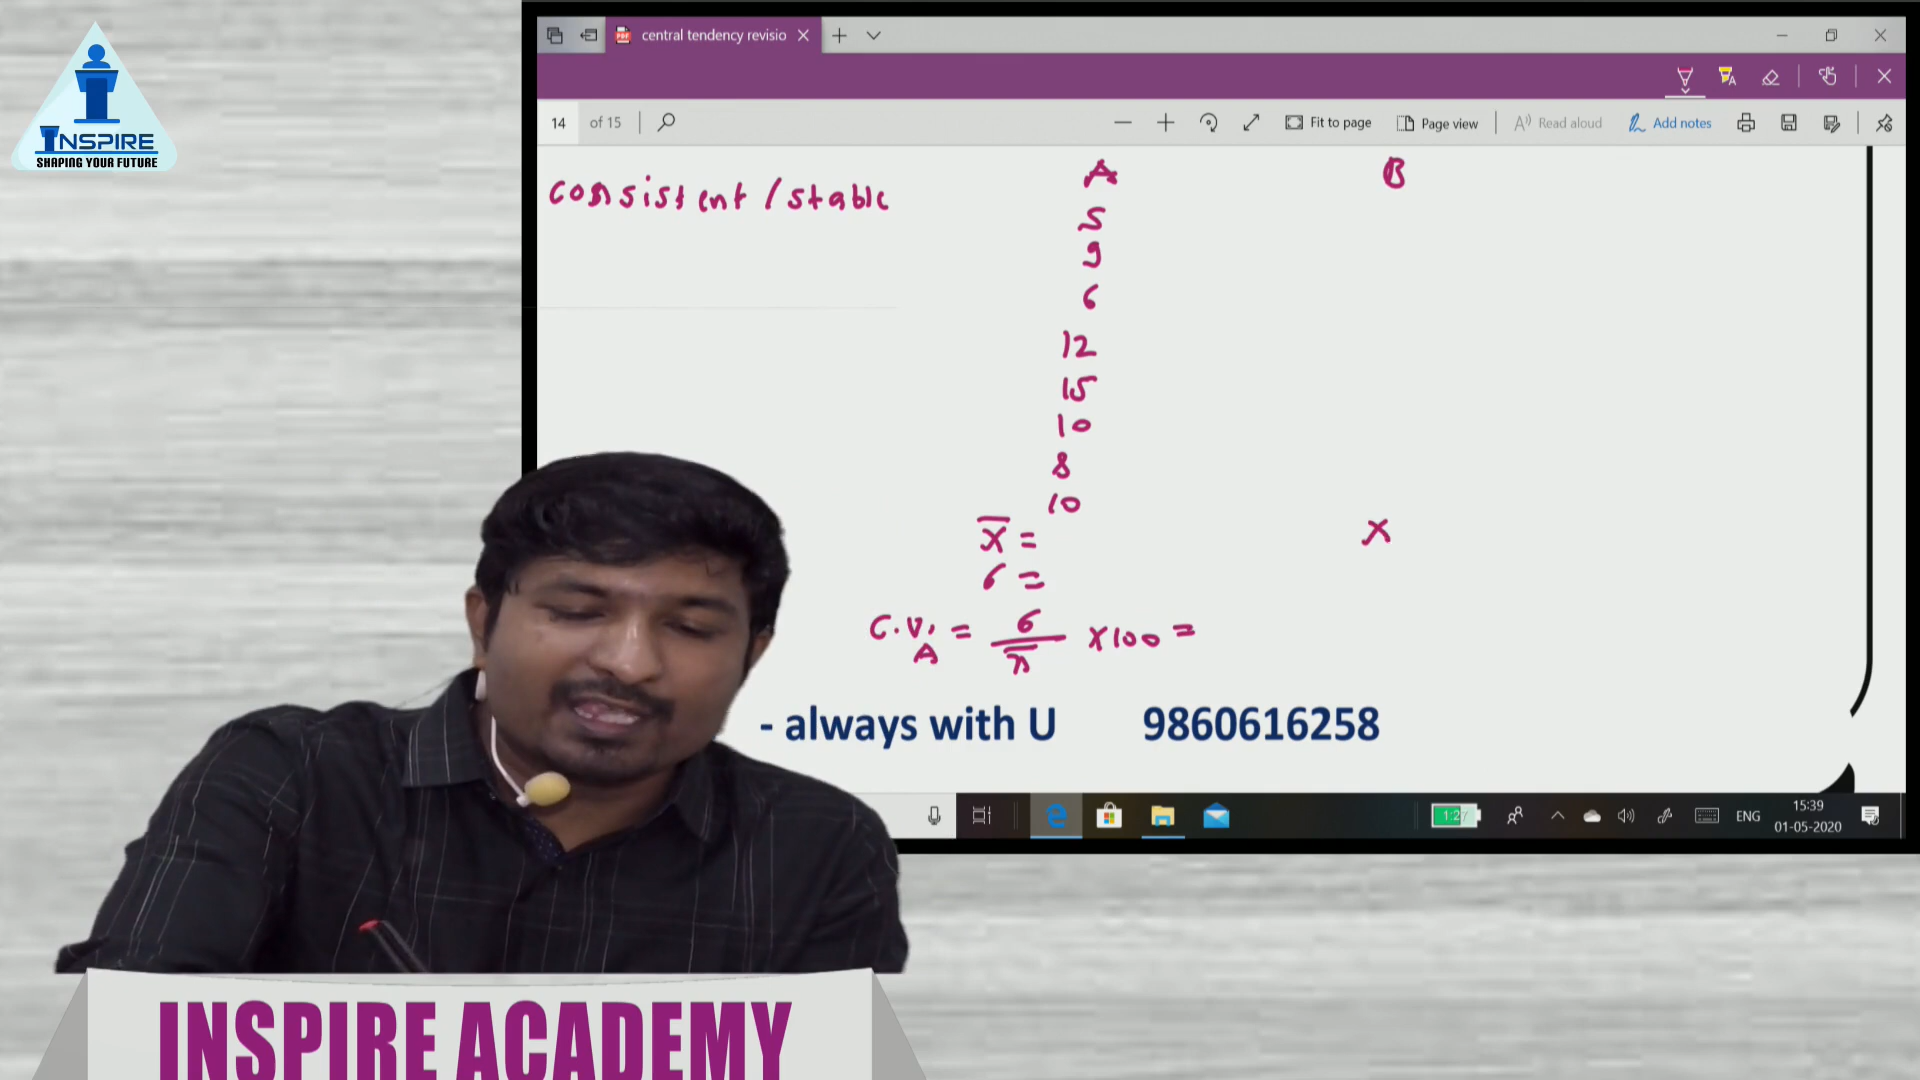 INSPIRE
SHAPING YOUR FUTURE
central tendency revisio
14 of 15
Fit to page
Page view
Read aloud
Add notes
consistent / stable
A B
5
9
6
12
15
10
8
10
x̄ = x
σ =
C.V. A = σ / x̄ × 100 =
- always with U 9860616258
1:27
ENG
15:39
01-05-2020
INSPIRE ACADEMY